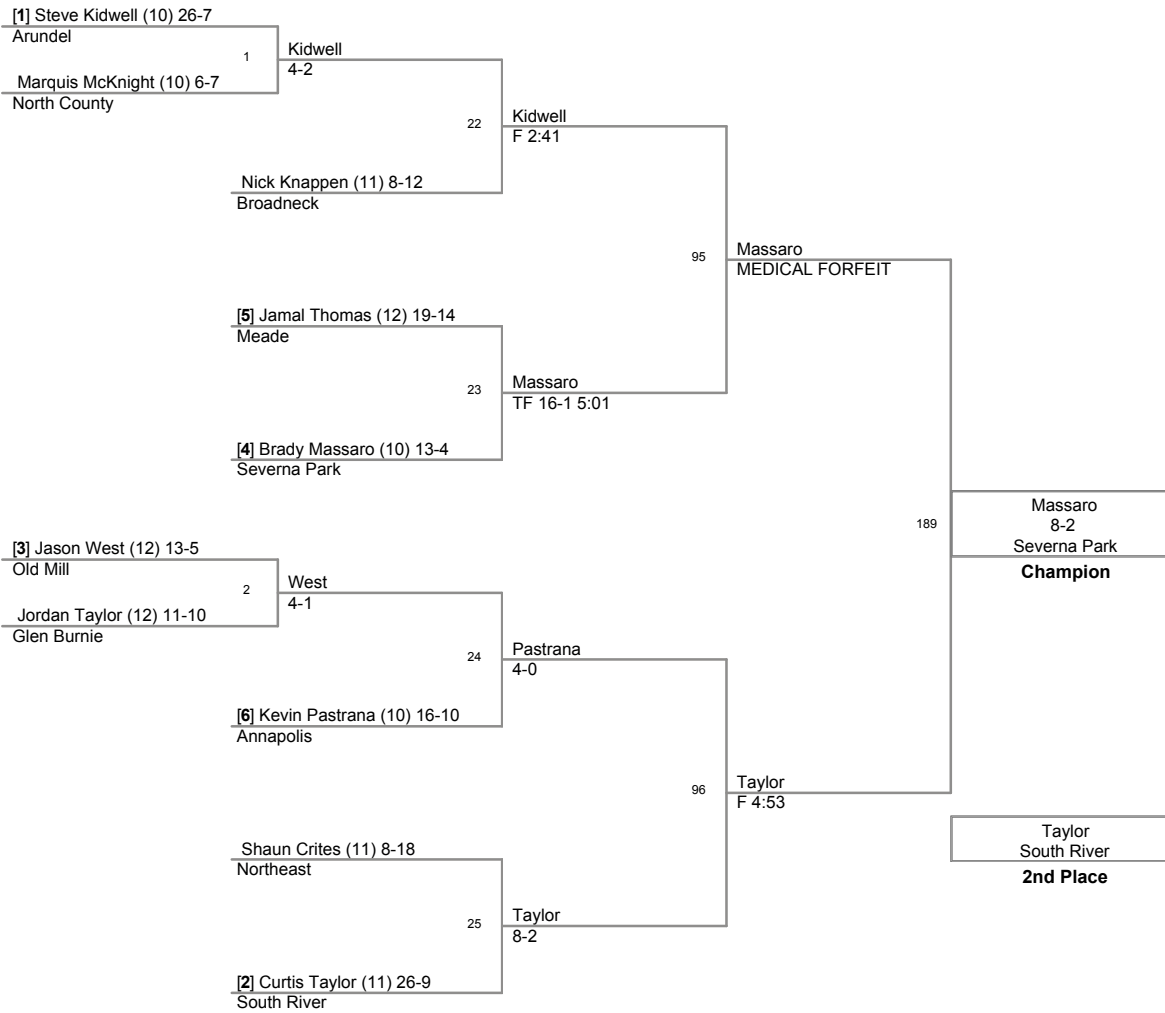 [1] Steve Kidwell (10) 26-7
Arundel
1
Kidwell
4-2
Marquis McKnight (10) 6-7
North County
22
Kidwell
F 2:41
Nick Knappen (11) 8-12
Broadneck
95
Massaro
MEDICAL FORFEIT
[5] Jamal Thomas (12) 19-14
Meade
23
Massaro
TF 16-1 5:01
[4] Brady Massaro (10) 13-4
Severna Park
189
Massaro
8-2
Severna Park
Champion
[3] Jason West (12) 13-5
Old Mill
2
West
4-1
Jordan Taylor (12) 11-10
Glen Burnie
24
Pastrana
4-0
[6] Kevin Pastrana (10) 16-10
Annapolis
96
Taylor
F 4:53
Shaun Crites (11) 8-18
Northeast
25
Taylor
8-2
[2] Curtis Taylor (11) 26-9
South River
Taylor
South River
2nd Place